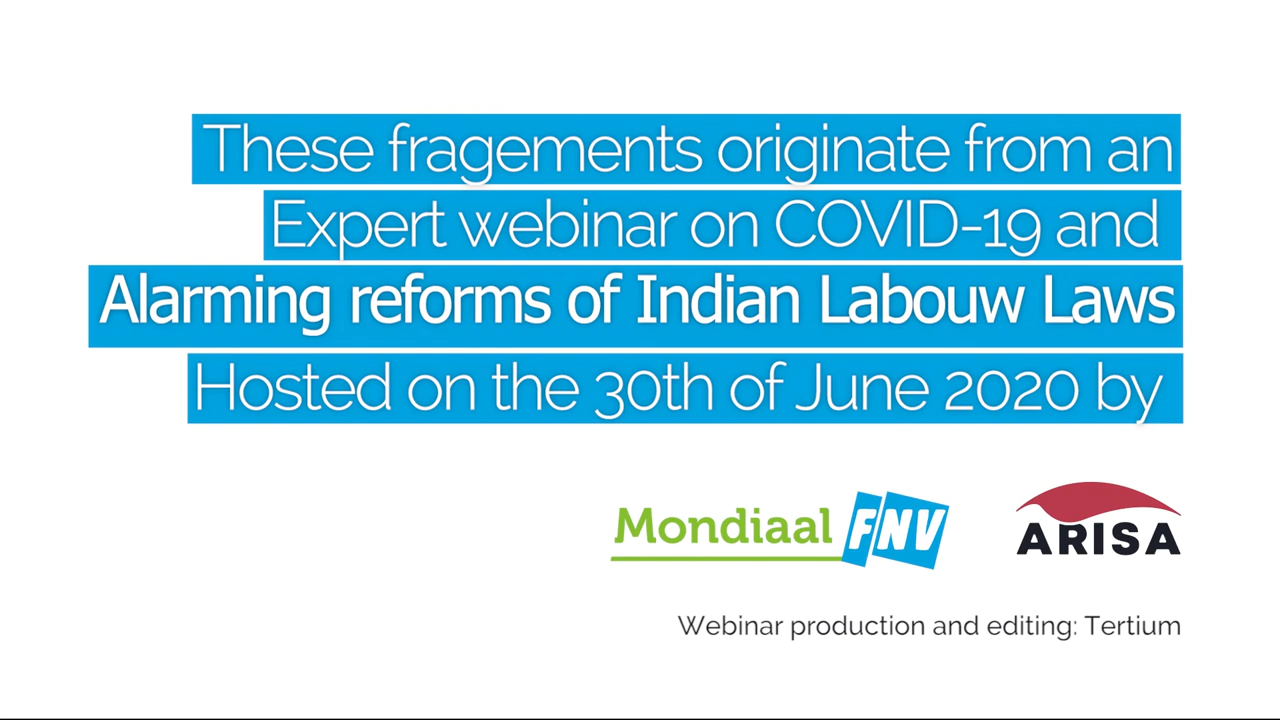 These fragements originate from an
Expert webinar on COVID-19 and
Alarming reforms of Indian Labouw Laws
Hosted on the 30th of June 2020 by
Mondiaal FNV
ARISA
Webinar production and editing: Tertium